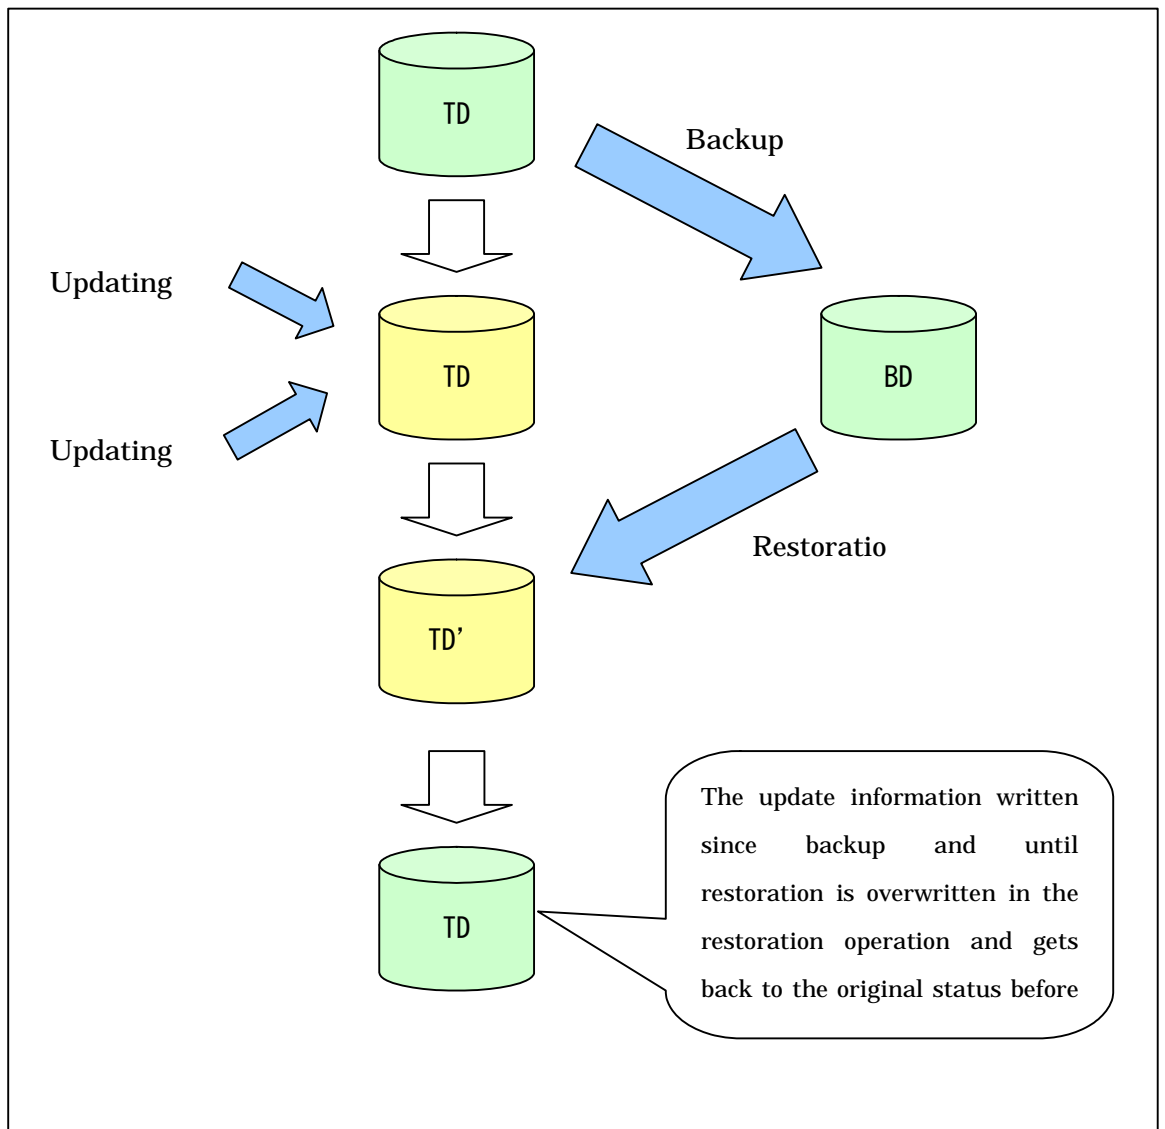 TD
Backup
Updating
TD
BD
Updating
Restoratio
TD’
The update information written
since backup and until
restoration is overwritten in the
restoration operation and gets
back to the original status before
TD